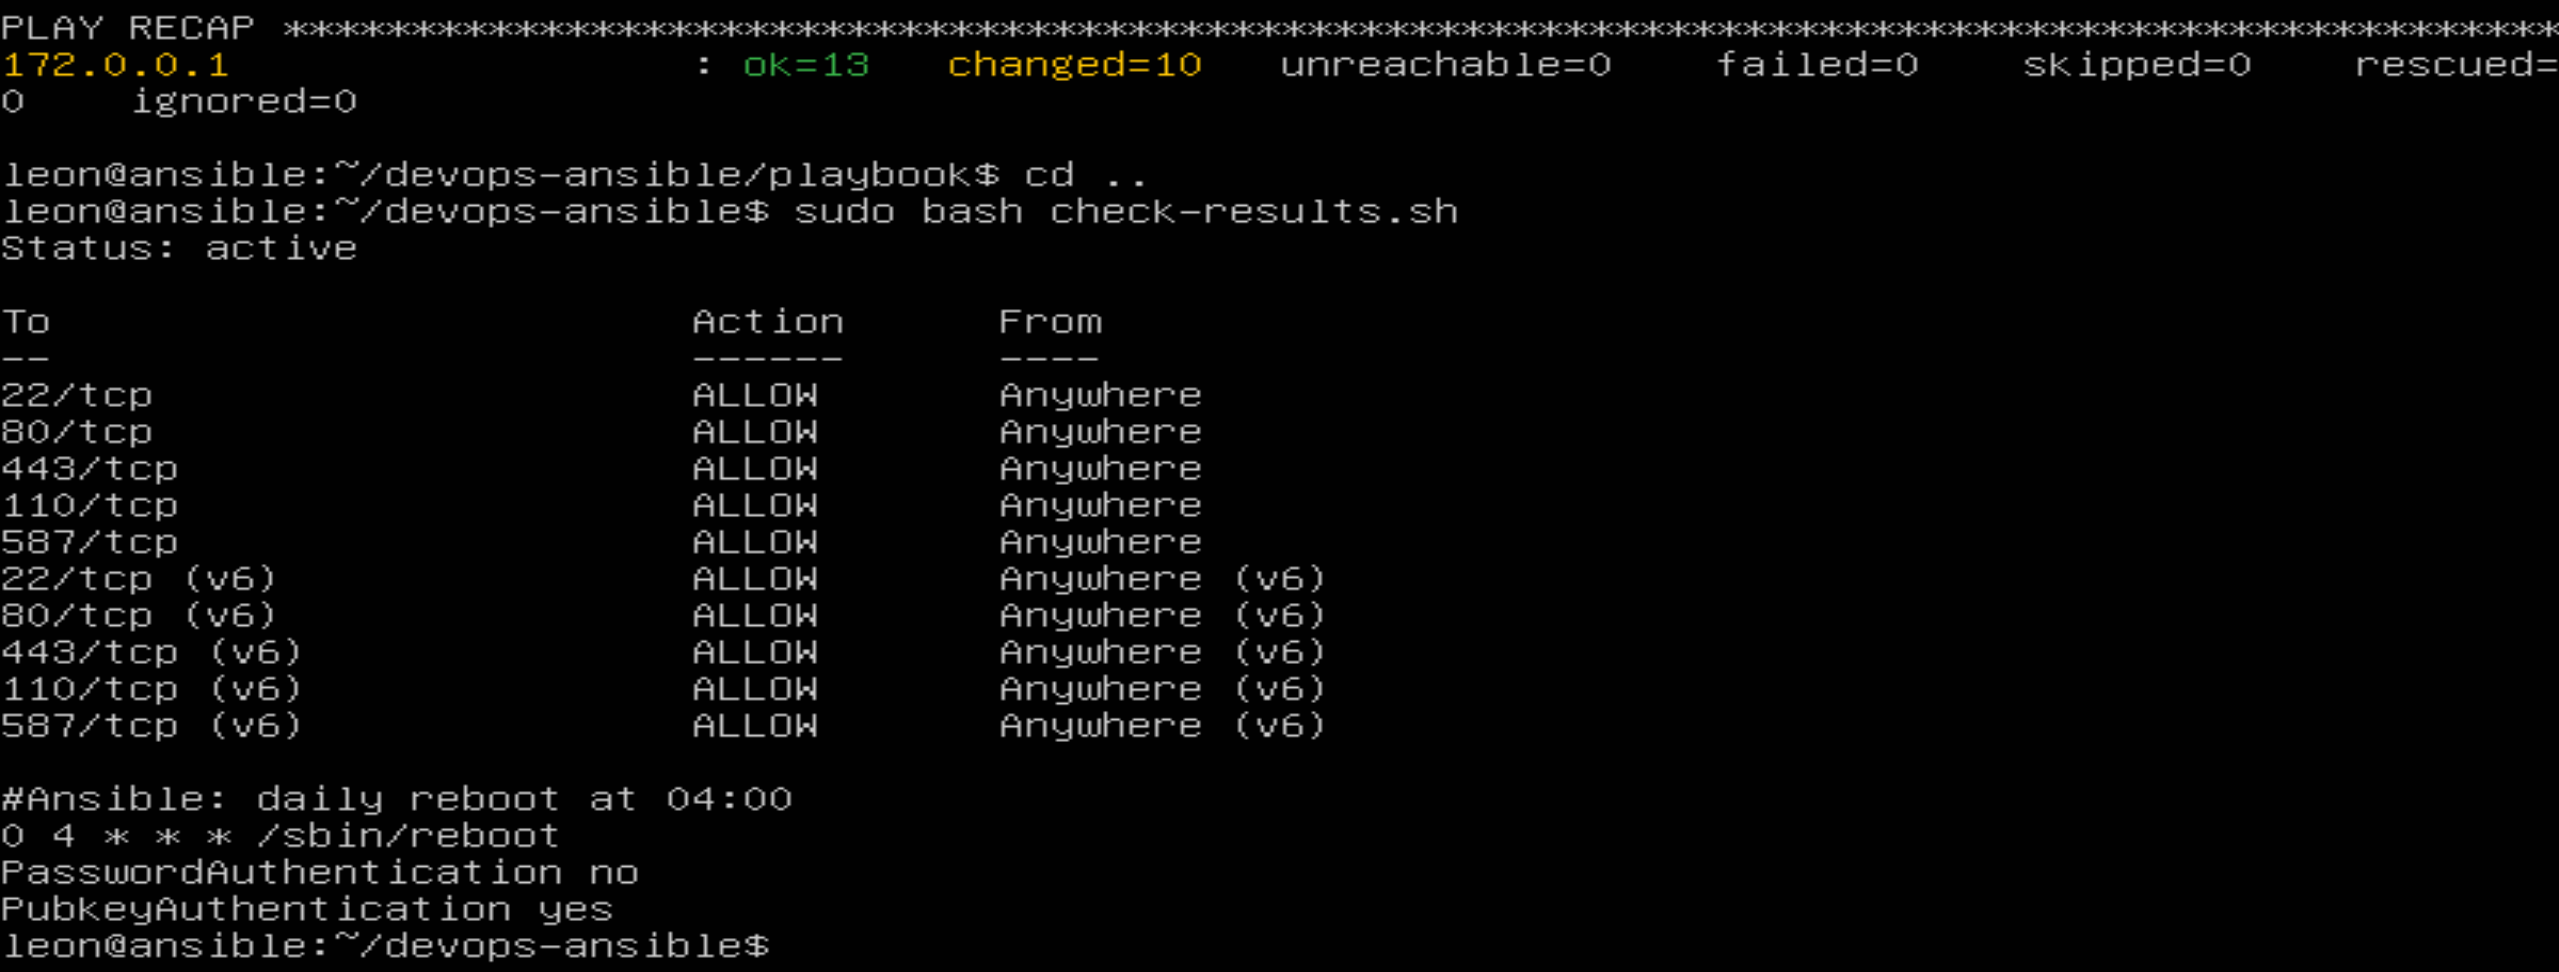 PLAY RECAP *****************************************************************************************
172.0.0.1 : ok=13 changed=10 unreachable=0 failed=0 skipped=0 rescued=
0 ignored=0
leon@ansible:~/devops-ansible/playbook$ cd ..
leon@ansible:~/devops-ansible$ sudo bash check-results.sh
Status: active
To Action From
-- ------ ----
22/tcp ALLOW Anywhere
80/tcp ALLOW Anywhere
443/tcp ALLOW Anywhere
110/tcp ALLOW Anywhere
587/tcp ALLOW Anywhere
22/tcp (v6) ALLOW Anywhere (v6)
80/tcp (v6) ALLOW Anywhere (v6)
443/tcp (v6) ALLOW Anywhere (v6)
110/tcp (v6) ALLOW Anywhere (v6)
587/tcp (v6) ALLOW Anywhere (v6)
#Ansible: daily reboot at 04:00
0 4 * * * /sbin/reboot
PasswordAuthentication no
PubkeyAuthentication yes
leon@ansible:~/devops-ansible$